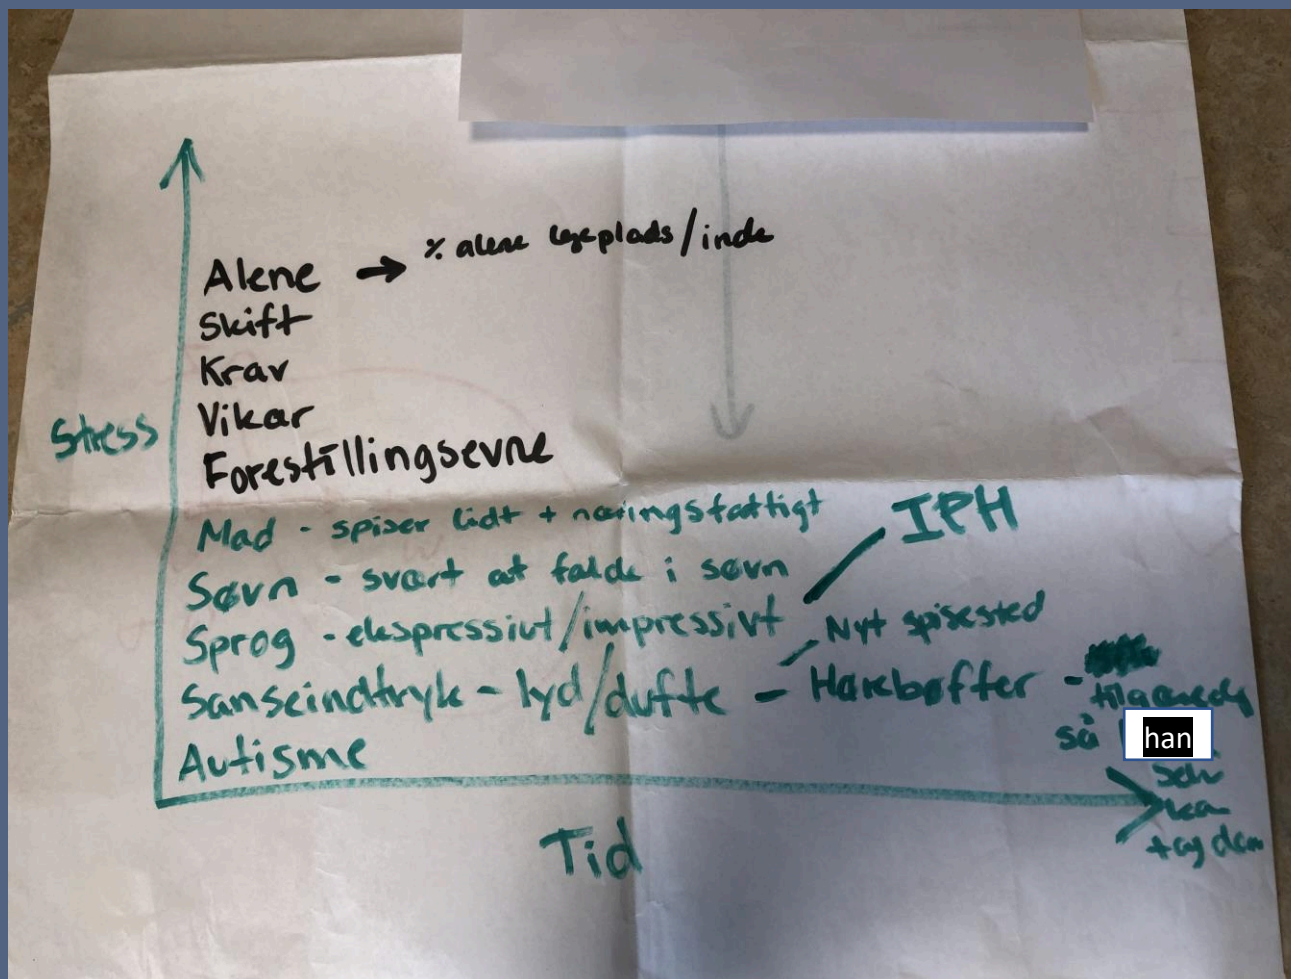 Alene → % alene legeplads/inde
Skift
Krav
Vikar
Stress
Forestillingsevne
Mad - spiser lidt + næringsfattigt
IPH
Søvn - svært at falde i søvn
Sprog - ekspressivt/impressivt
Nyt spisested
Sanseindtryk - lyd/dufte - Hørebøffer -
tilgængelig
så han
selv
kan
tag dem
Autisme
Tid